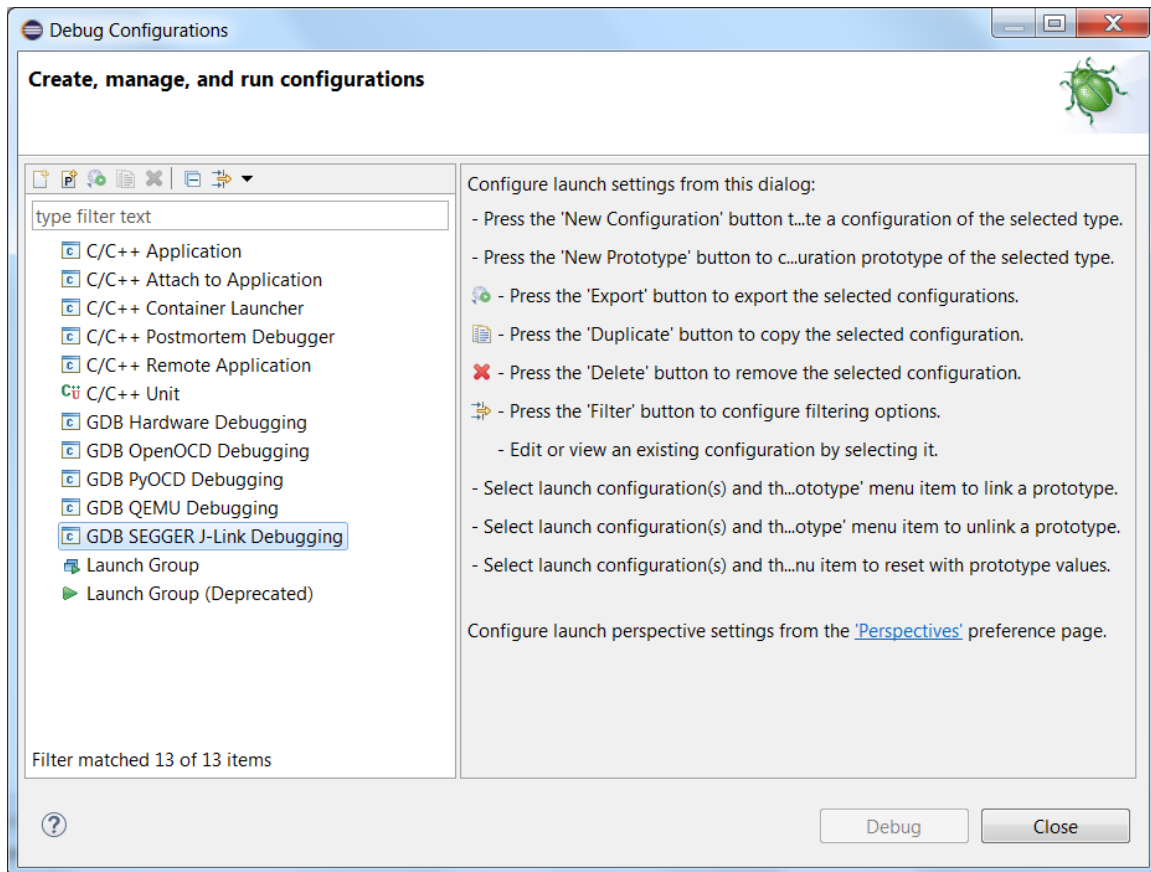 Debug Configurations
Create, manage, and run configurations
type filter text
C/C++ Application
C/C++ Attach to Application
C/C++ Container Launcher
C/C++ Postmortem Debugger
C/C++ Remote Application
C/C++ Unit
GDB Hardware Debugging
GDB OpenOCD Debugging
GDB PyOCD Debugging
GDB QEMU Debugging
GDB SEGGER J-Link Debugging
Launch Group
Launch Group (Deprecated)
Filter matched 13 of 13 items
Configure launch settings from this dialog:
- Press the 'New Configuration' button t...te a configuration of the selected type.
- Press the 'New Prototype' button to c...uration prototype of the selected type.
- Press the 'Export' button to export the selected configurations.
- Press the 'Duplicate' button to copy the selected configuration.
- Press the 'Delete' button to remove the selected configuration.
- Press the 'Filter' button to configure filtering options.
- Edit or view an existing configuration by selecting it.
- Select launch configuration(s) and th...ototype' menu item to link a prototype.
- Select launch configuration(s) and th...otype' menu item to unlink a prototype.
- Select launch configuration(s) and th...nu item to reset with prototype values.
Configure launch perspective settings from the 'Perspectives' preference page.
Debug
Close